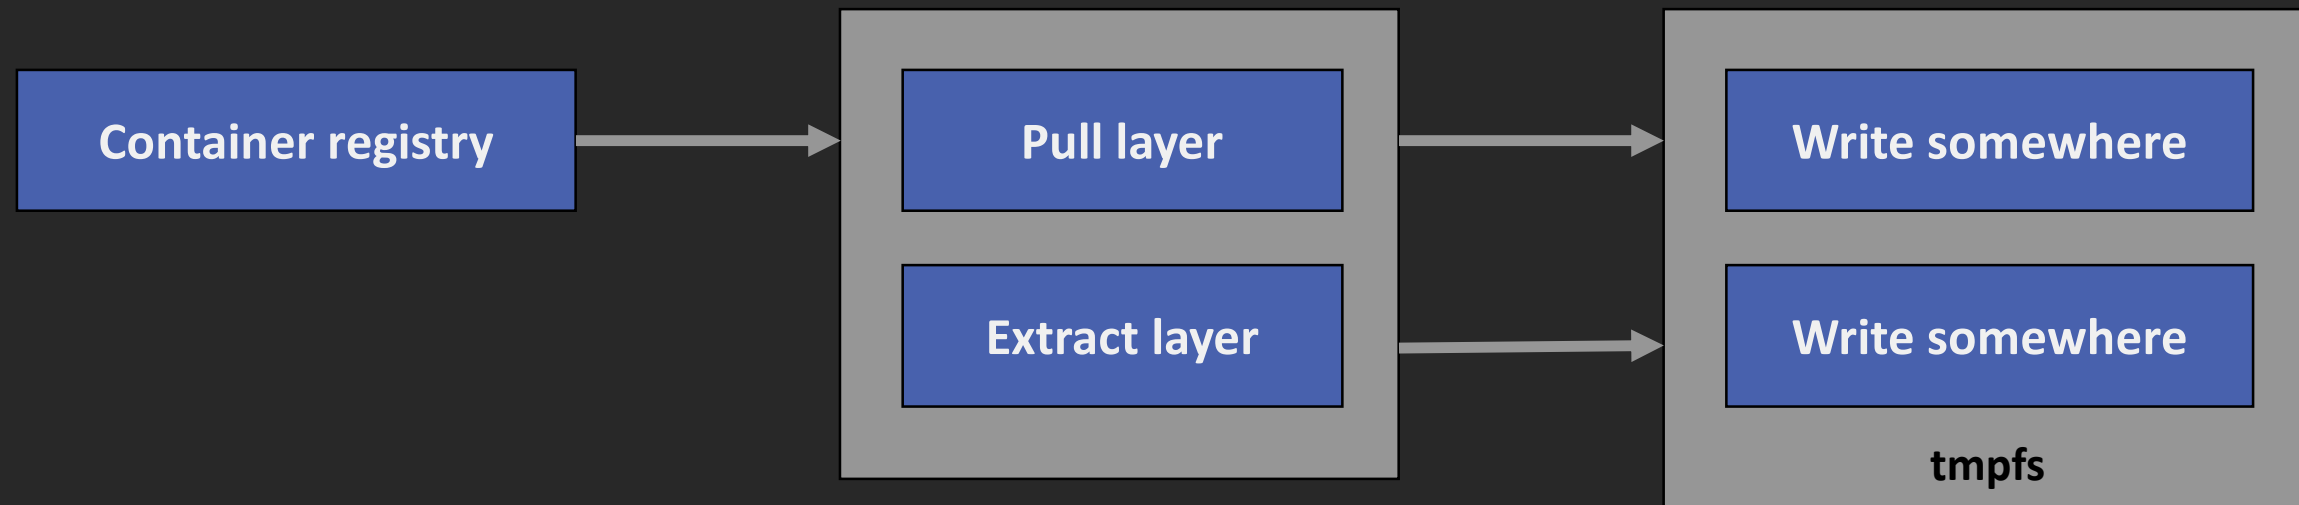 Container registry
Pull layer
Write somewhere
Extract layer
Write somewhere
tmpfs